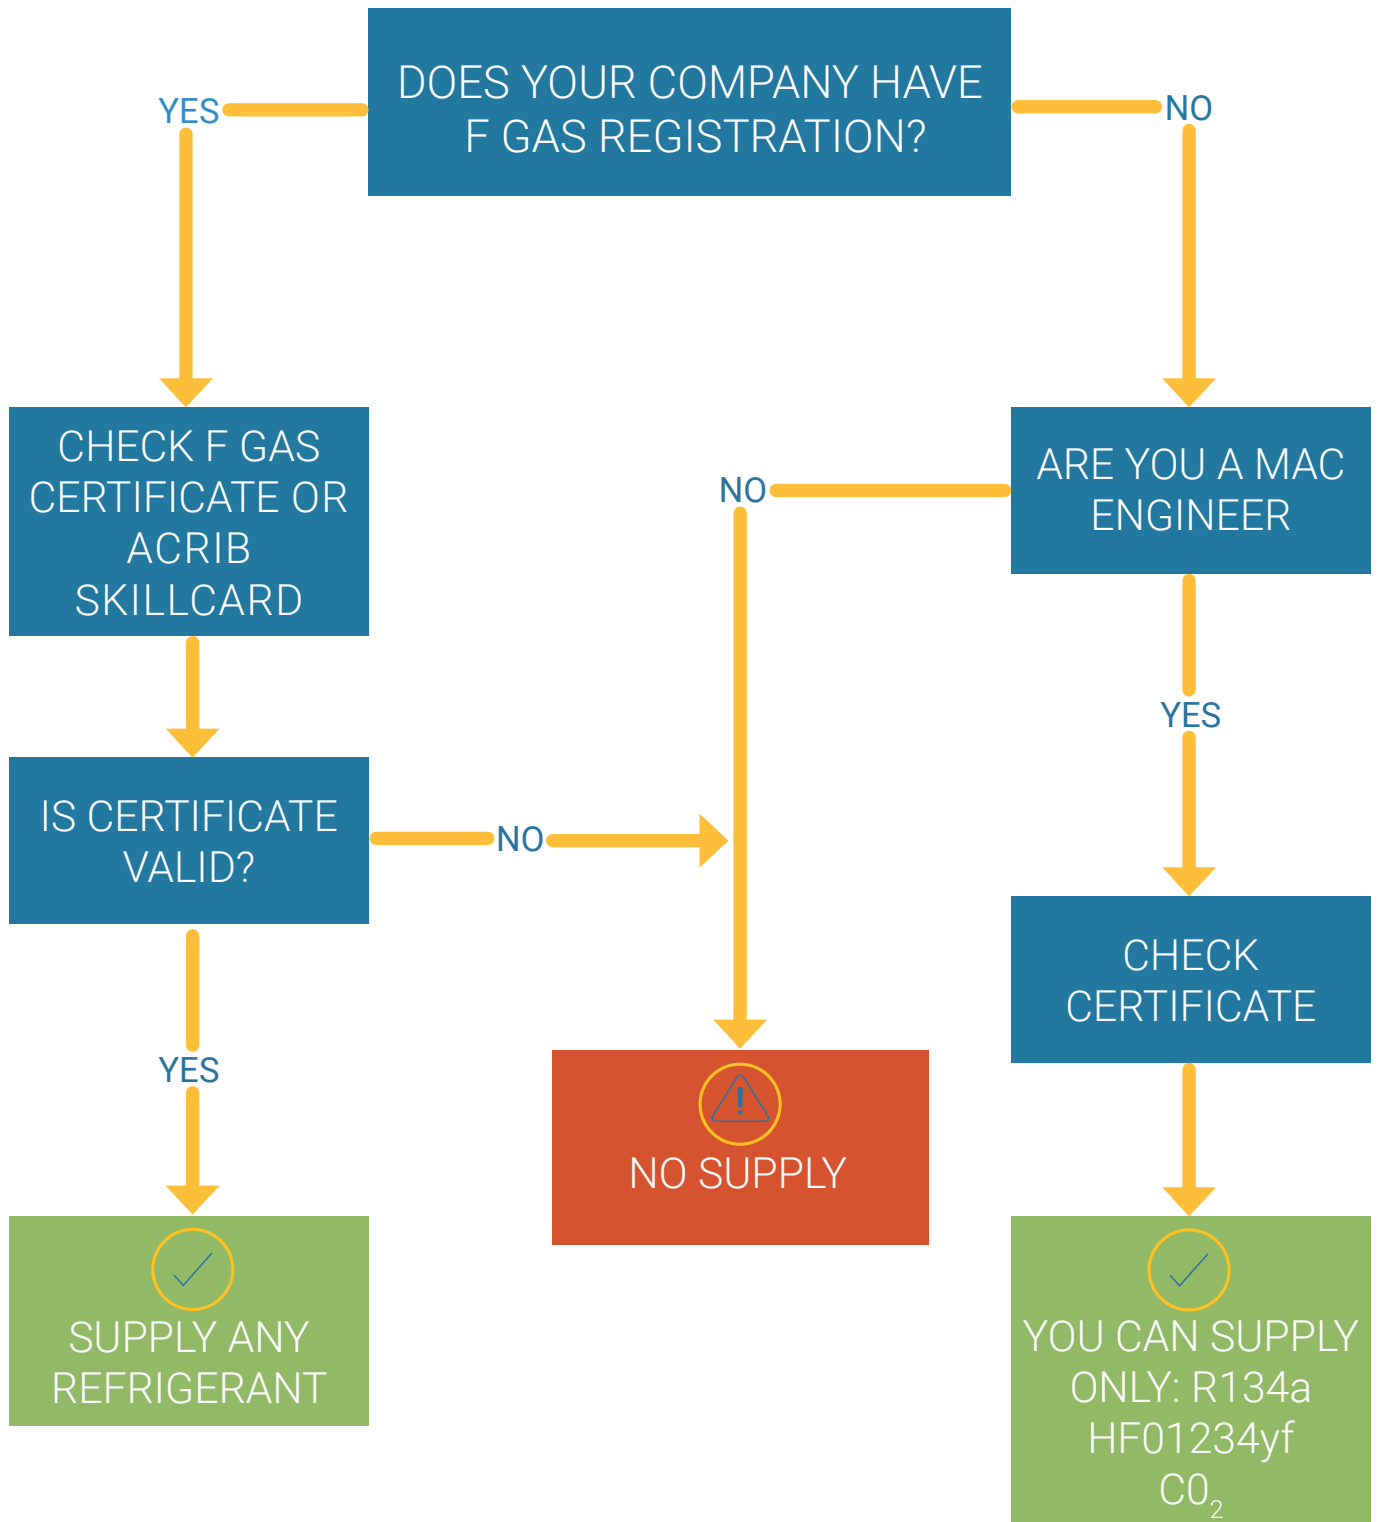 DOES YOUR COMPANY HAVE
F GAS REGISTRATION?
YES
NO
CHECK F GAS
CERTIFICATE OR
ACRIB
SKILLCARD
ARE YOU A MAC
ENGINEER
NO
YES
IS CERTIFICATE
VALID?
NO
CHECK
CERTIFICATE
YES
NO SUPPLY
SUPPLY ANY
REFRIGERANT
YOU CAN SUPPLY
ONLY: R134a
HF01234yf
C0₂